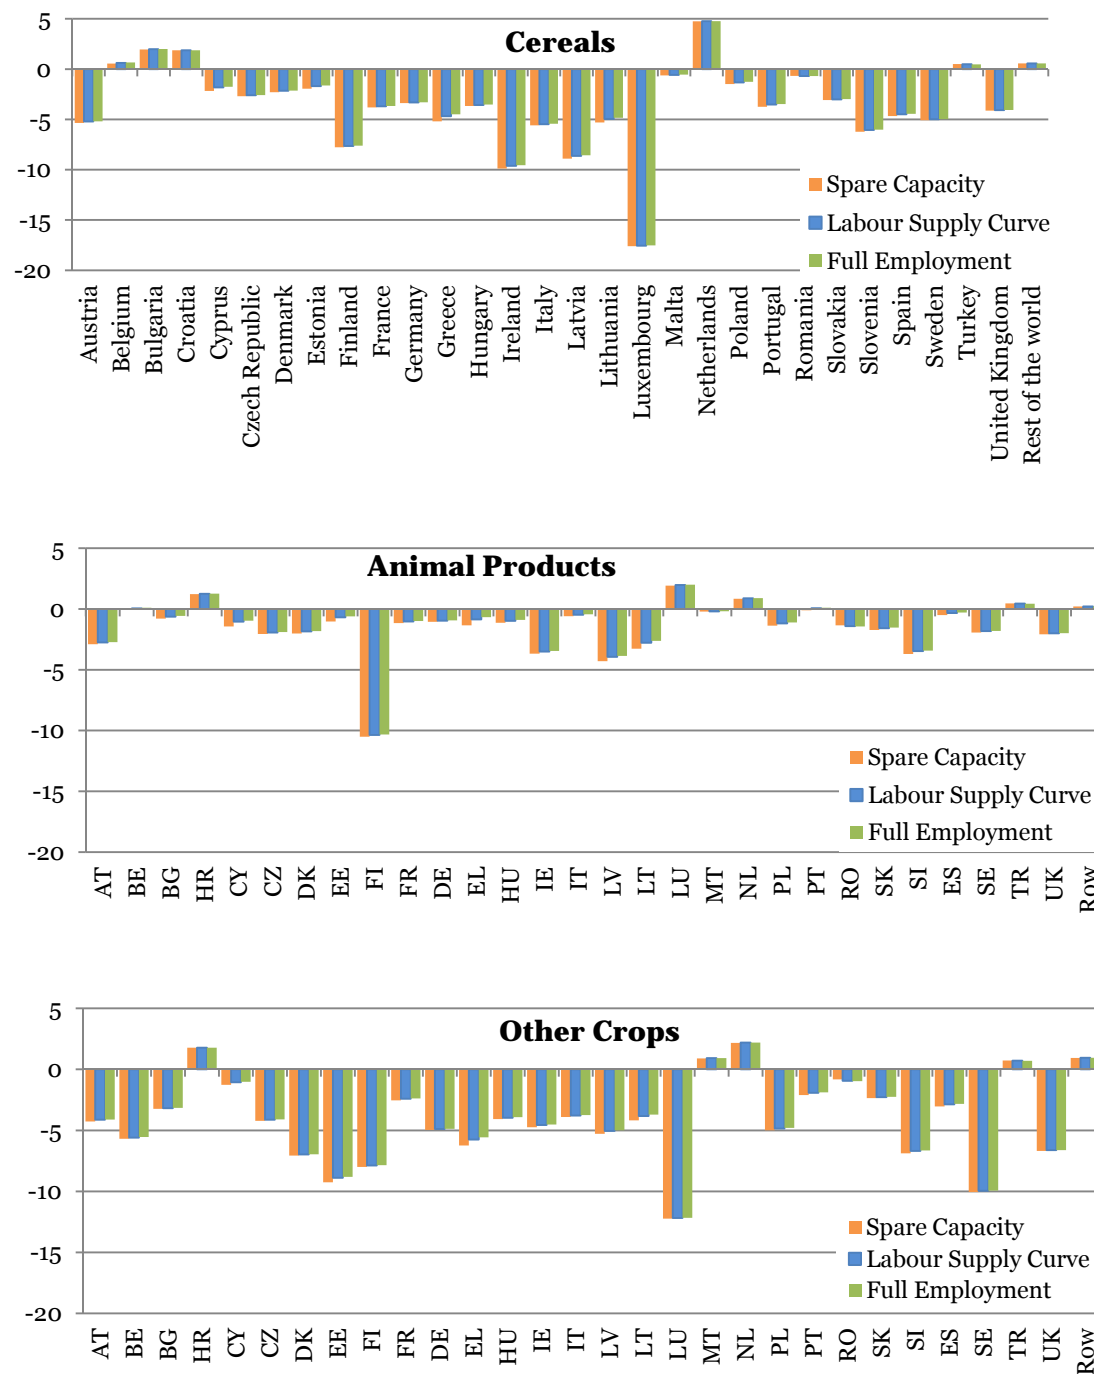 Cereals
5
0
-5
-10
-15
-20
Spare Capacity
Labour Supply Curve
Full Employment
Austria
Belgium
Bulgaria
Croatia
Cyprus
Czech Republic
Denmark
Estonia
Finland
France
Germany
Greece
Hungary
Ireland
Italy
Latvia
Lithuania
Luxembourg
Malta
Netherlands
Poland
Portugal
Romania
Slovakia
Slovenia
Spain
Sweden
Turkey
United Kingdom
Rest of the world
Animal Products
5
0
-5
-10
-15
-20
Spare Capacity
Labour Supply Curve
Full Employment
AT
BE
BG
HR
CY
CZ
DK
EE
FI
FR
DE
EL
HU
IE
IT
LV
LT
LU
MT
NL
PL
PT
RO
SK
SI
ES
SE
TR
UK
Row
Other Crops
5
0
-5
-10
-15
-20
Spare Capacity
Labour Supply Curve
Full Employment
AT
BE
BG
HR
CY
CZ
DK
EE
FI
FR
DE
EL
HU
IE
IT
LV
LT
LU
MT
NL
PL
PT
RO
SK
SI
ES
SE
TR
UK
Row